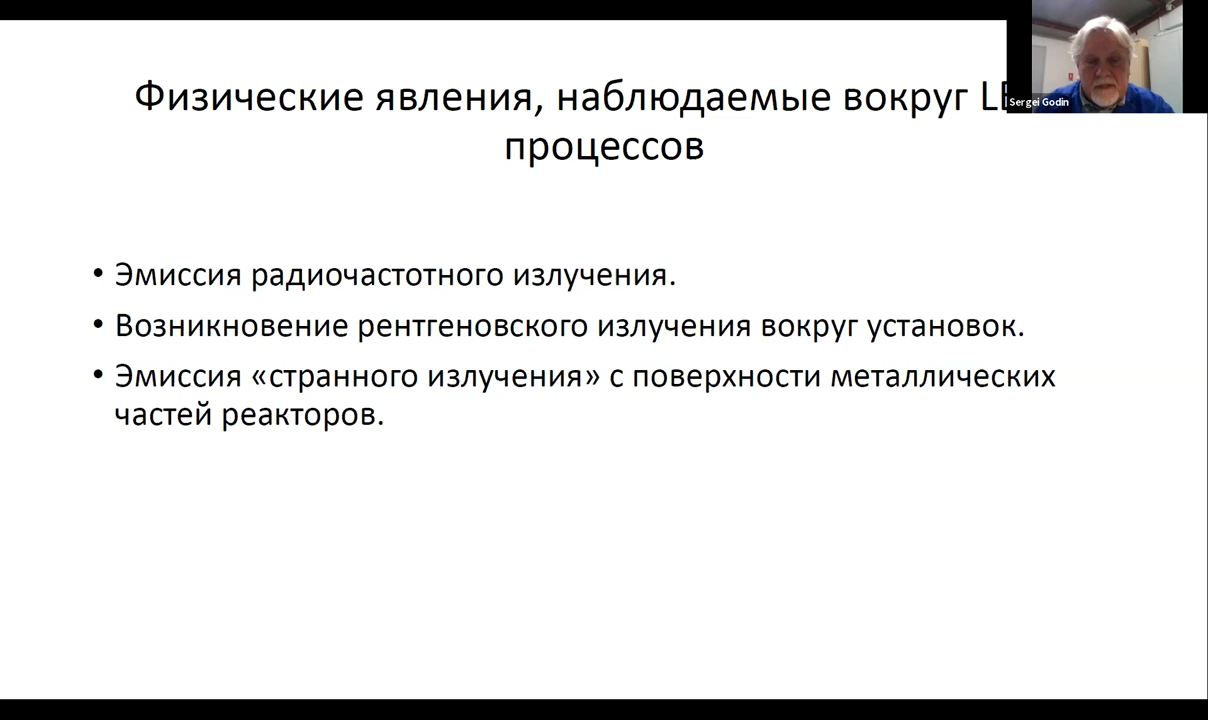 Физические явления, наблюдаемые вокруг
процессов
Sergei Godin
• Эмиссия радиочастотного излучения.
• Возникновение рентгеновского излучения вокруг установок.
• Эмиссия «странного излучения» с поверхности металлических
частей реакторов.